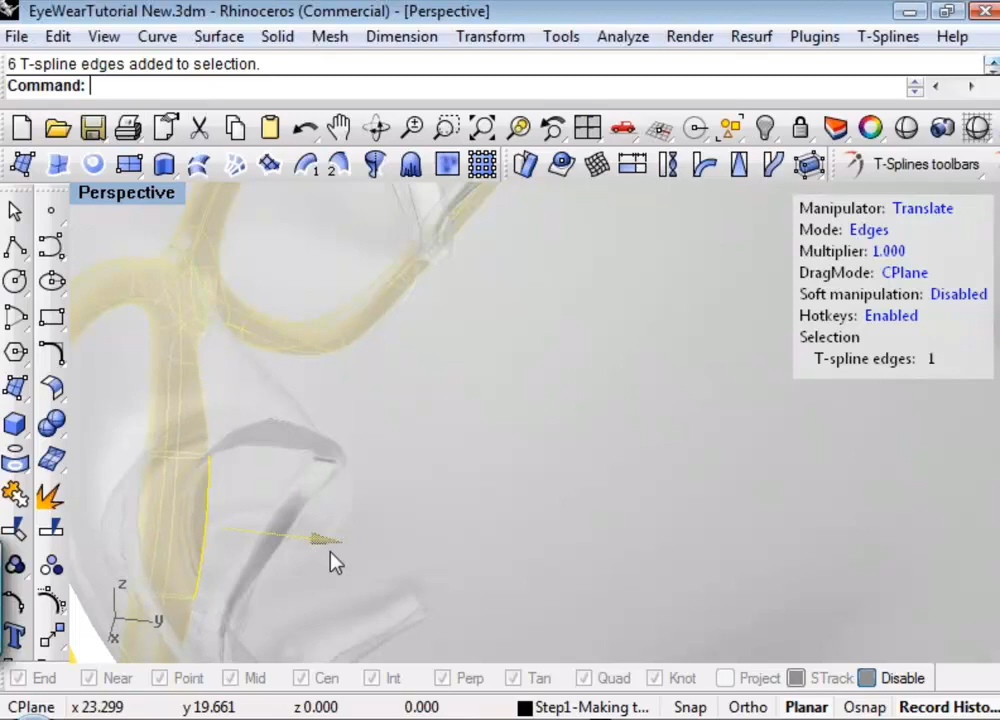 EyeWearTutorial New.3dm - Rhinoceros (Commercial) - [Perspective]
File Edit View Curve Surface Solid Mesh Dimension Transform Tools Analyze Render Resurf Plugins T-Splines Help
6 T-spline edges added to selection.
Command:
1 2
T-Splines toolbars
Perspective
Manipulator: Translate
Mode: Edges
Multiplier: 1.000
DragMode: CPlane
Soft manipulation: Disabled
Hotkeys: Enabled
Selection
T-spline edges: 1
z
y
x
T
End Near Point Mid Cen Int Perp Tan Quad Knot Project STrack Disable
CPlane x 23.299 y 19.661 z 0.000 0.000 Step1-Making t... Snap Ortho Planar Osnap Record Histo...